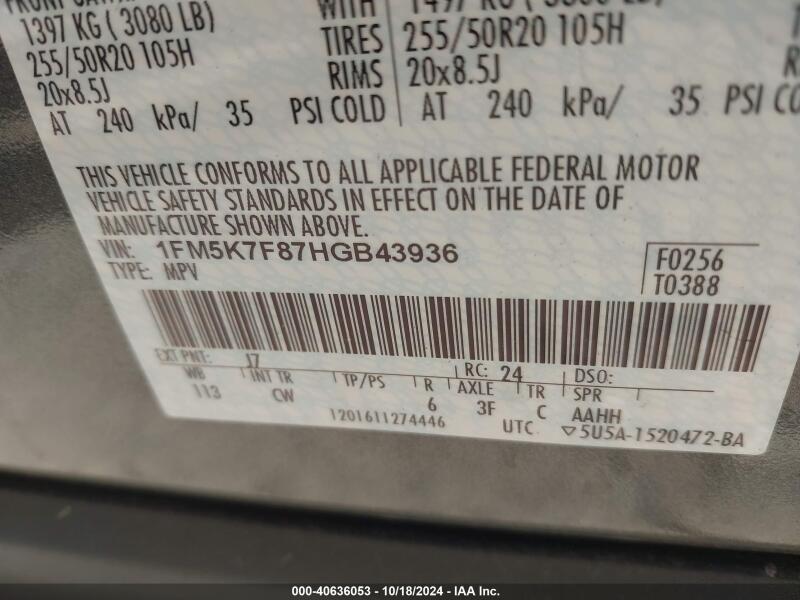 WITH
1397 KG ( 3080 LB) TIRES 255/50R20 105H
255/50R20 105H RIMS 20x8.5J
20x8.5J
AT 240 kPa/ 35 PSI COLD AT 240 kPa/ 35 PSI
THIS VEHICLE CONFORMS TO ALL APPLICABLE FEDERAL MOTOR
VEHICLE SAFETY STANDARDS IN EFFECT ON THE DATE OF
MANUFACTURE SHOWN ABOVE.
VIN: 1FM5K7F87HGB43936 F0256
TYPE: MPV T0388
EXT PNT: J7 RC: 24 DSO:
WB INT TR TP/PS R AXLE TR SPR
113 CW 6 3F C AAHH
1201611274446 UTC ▽5U5A-1520472-BA
000-40636053 - 10/18/2024 - IAA Inc.